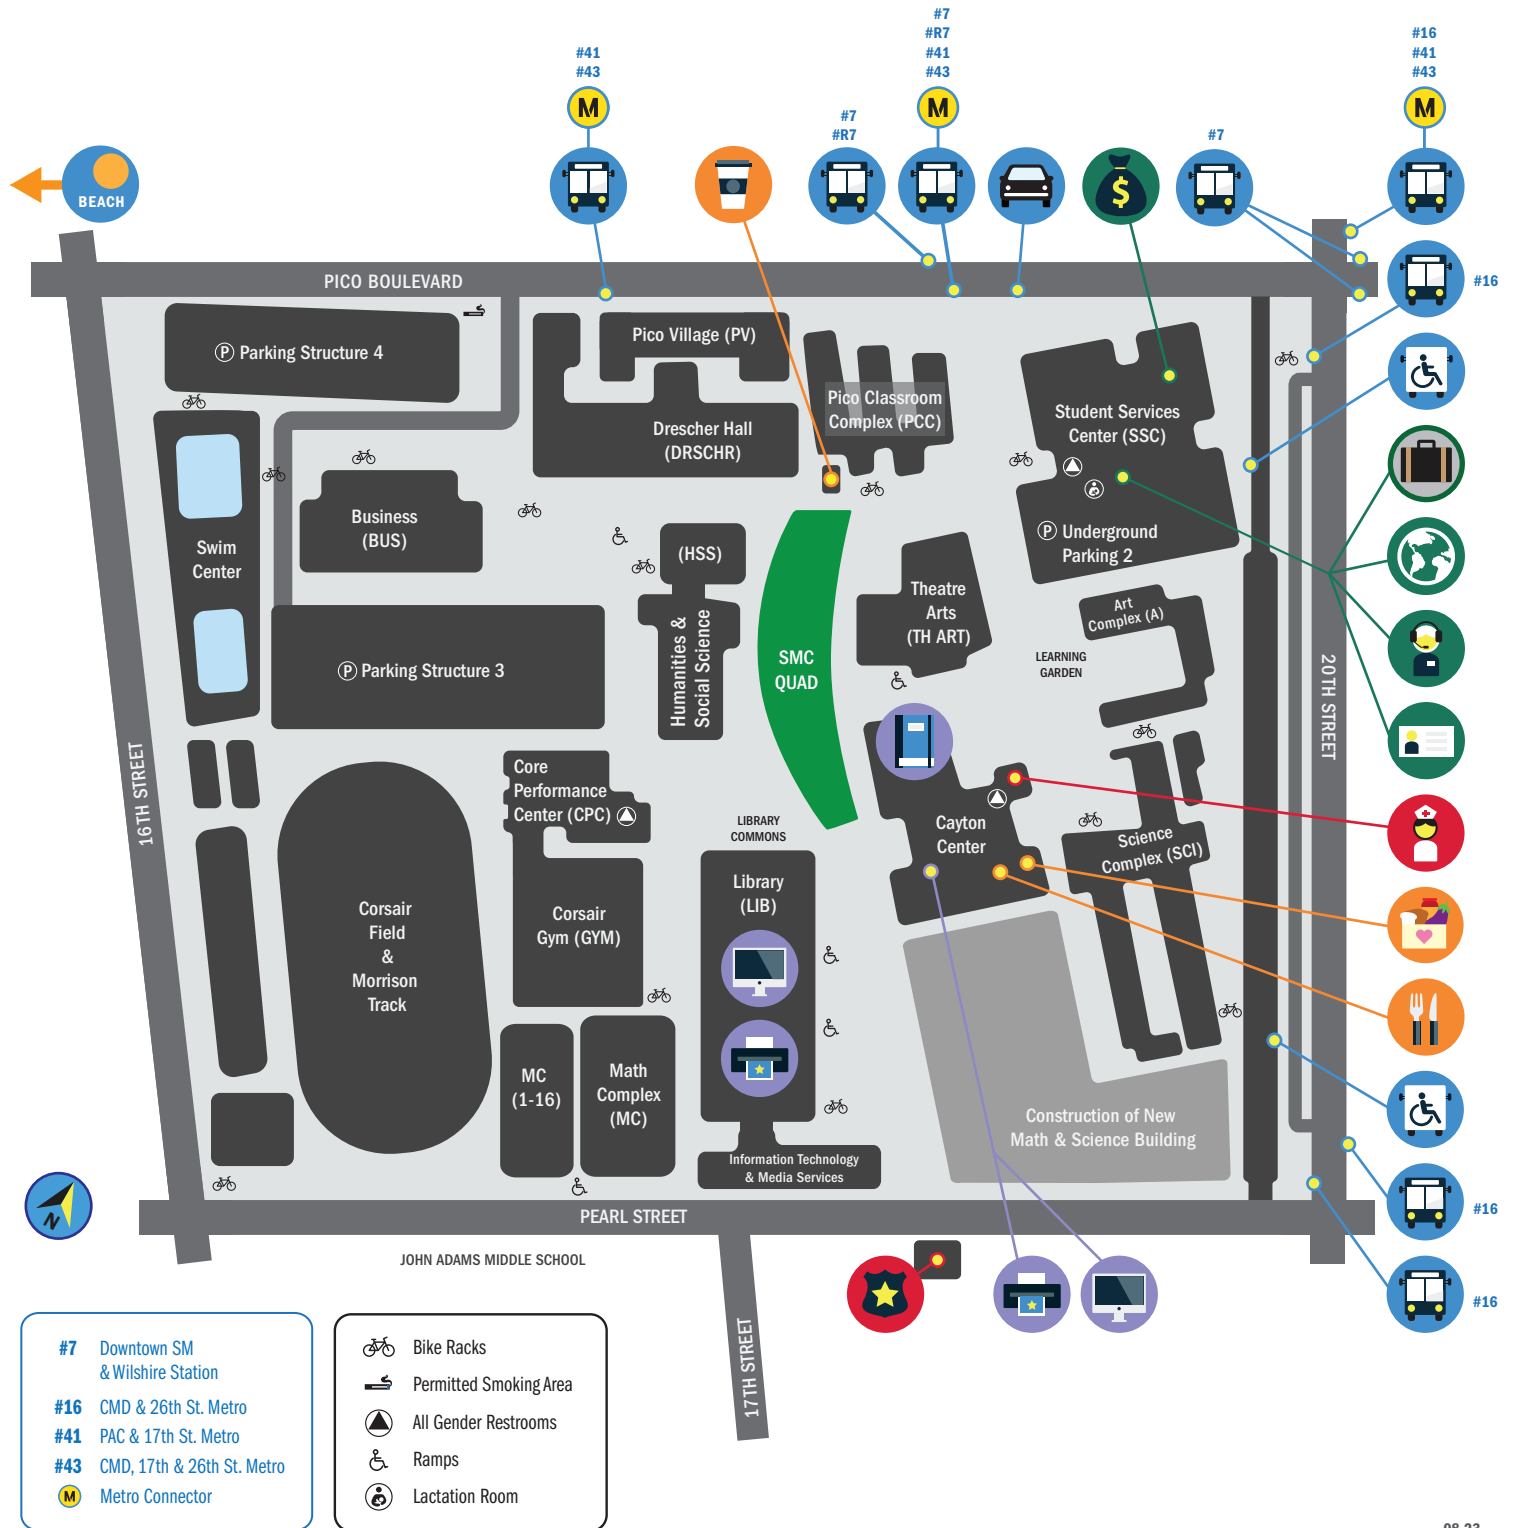 #7
#R7
#41
#43
#16
#41
#43
#41
#43
M
M
M
#7
#R7
#7
BEACH
$
PICO BOULEVARD
#16
P Parking Structure 4
Pico Village (PV)
Pico Classroom
Complex (PCC)
Drescher Hall
(DRSCHR)
Student Services
Center (SSC)
Business
(BUS)
P Underground
Parking 2
Swim
Center
(HSS)
Humanities &
Social Science
Theatre
Arts
(TH ART)
Art
Complex (A)
SMC
QUAD
LEARNING
GARDEN
P Parking Structure 3
20TH STREET
16TH STREET
Core
Performance
Center (CPC)
LIBRARY
COMMONS
Cayton
Center
Science
Complex (SCI)
Library
(LIB)
Corsair
Field
&
Morrison
Track
Corsair
Gym (GYM)
MC
(1-16)
Math
Complex
(MC)
Construction of New
Math & Science Building
Information Technology
& Media Services
N
PEARL STREET
#16
JOHN ADAMS MIDDLE SCHOOL
#16
17TH STREET
#7 Downtown SM
& Wilshire Station
#16 CMD & 26th St. Metro
#41 PAC & 17th St. Metro
#43 CMD, 17th & 26th St. Metro
M Metro Connector
Bike Racks
Permitted Smoking Area
All Gender Restrooms
Ramps
Lactation Room
08.23